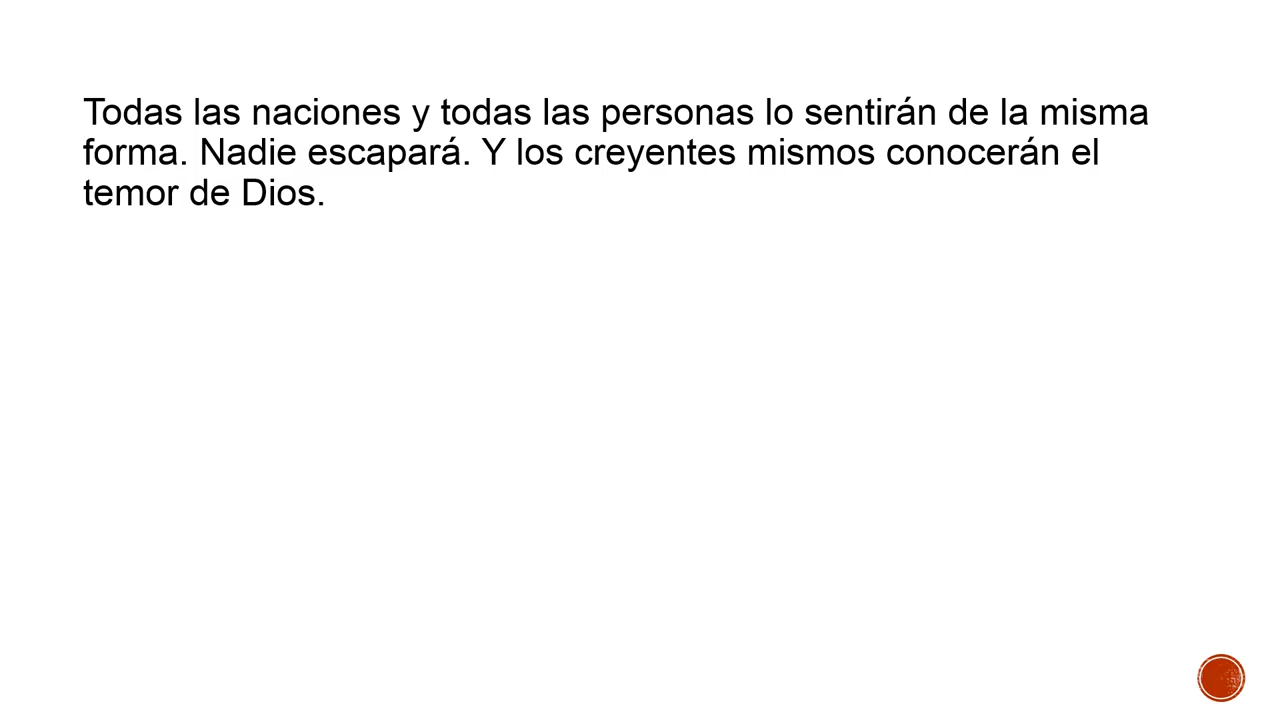 Todas las naciones y todas las personas lo sentirán de la misma
forma. Nadie escapará. Y los creyentes mismos conocerán el
temor de Dios.